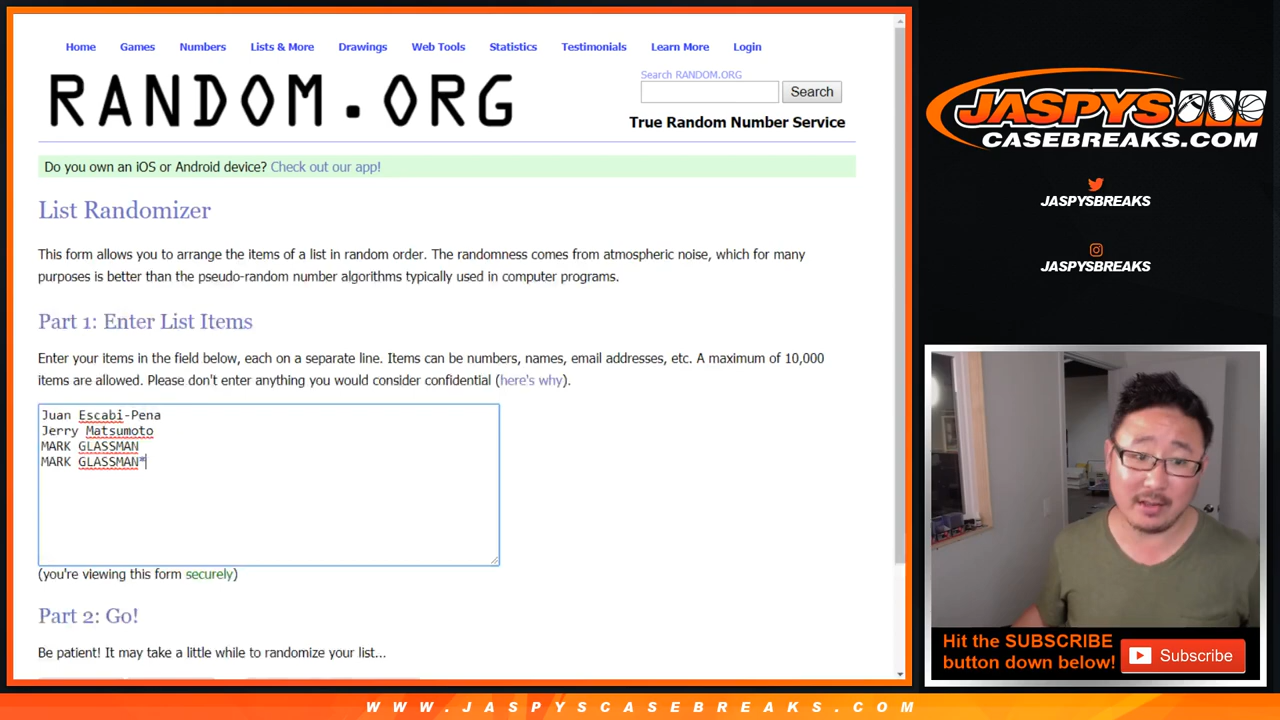 Home Games Numbers Lists & More Drawings Web Tools Statistics Testimonials Learn More Login
RANDOM.ORG
Search RANDOM.ORG
Search
True Random Number Service
Do you own an iOS or Android device? Check out our app!
List Randomizer
This form allows you to arrange the items of a list in random order. The randomness comes from atmospheric noise, which for many
purposes is better than the pseudo-random number algorithms typically used in computer programs.
Part 1: Enter List Items
Enter your items in the field below, each on a separate line. Items can be numbers, names, email addresses, etc. A maximum of 10,000
items are allowed. Please don't enter anything you would consider confidential (here's why).
Juan Escabi-Pena
Jerry Matsumoto
MARK GLASSMAN
MARK GLASSMAN*
(you're viewing this form securely)
Part 2: Go!
Be patient! It may take a little while to randomize your list...
JASPYS
CASEBREAKS.COM
JASPYSBREAKS
JASPYSBREAKS
Hit the SUBSCRIBE
button down below!
Subscribe
WWW.JASPYSCASEBREAKS.COM